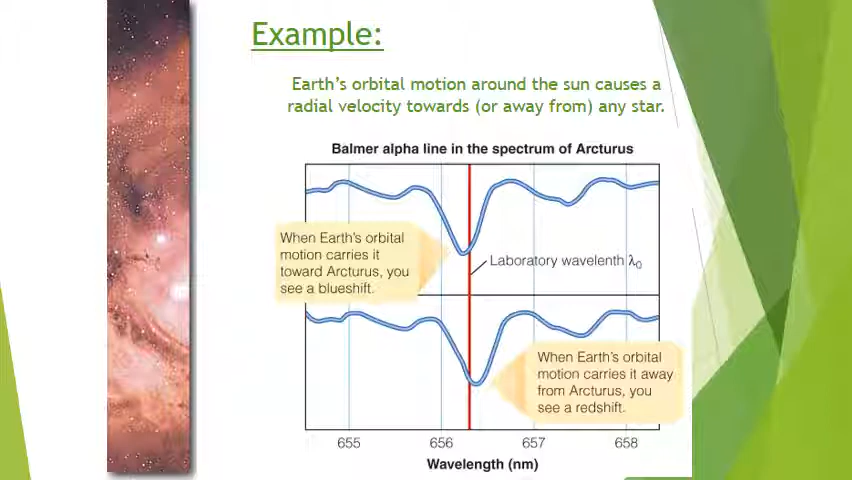 Example:
Earth's orbital motion around the sun causes a
radial velocity towards (or away from) any star.
Balmer alpha line in the spectrum of Arcturus
When Earth's orbital
motion carries it
toward Arcturus, you
see a blueshift.
Laboratory wavelenth λ₀
When Earth's orbital
motion carries it away
from Arcturus, you
see a redshift.
655 656 657 658
Wavelength (nm)